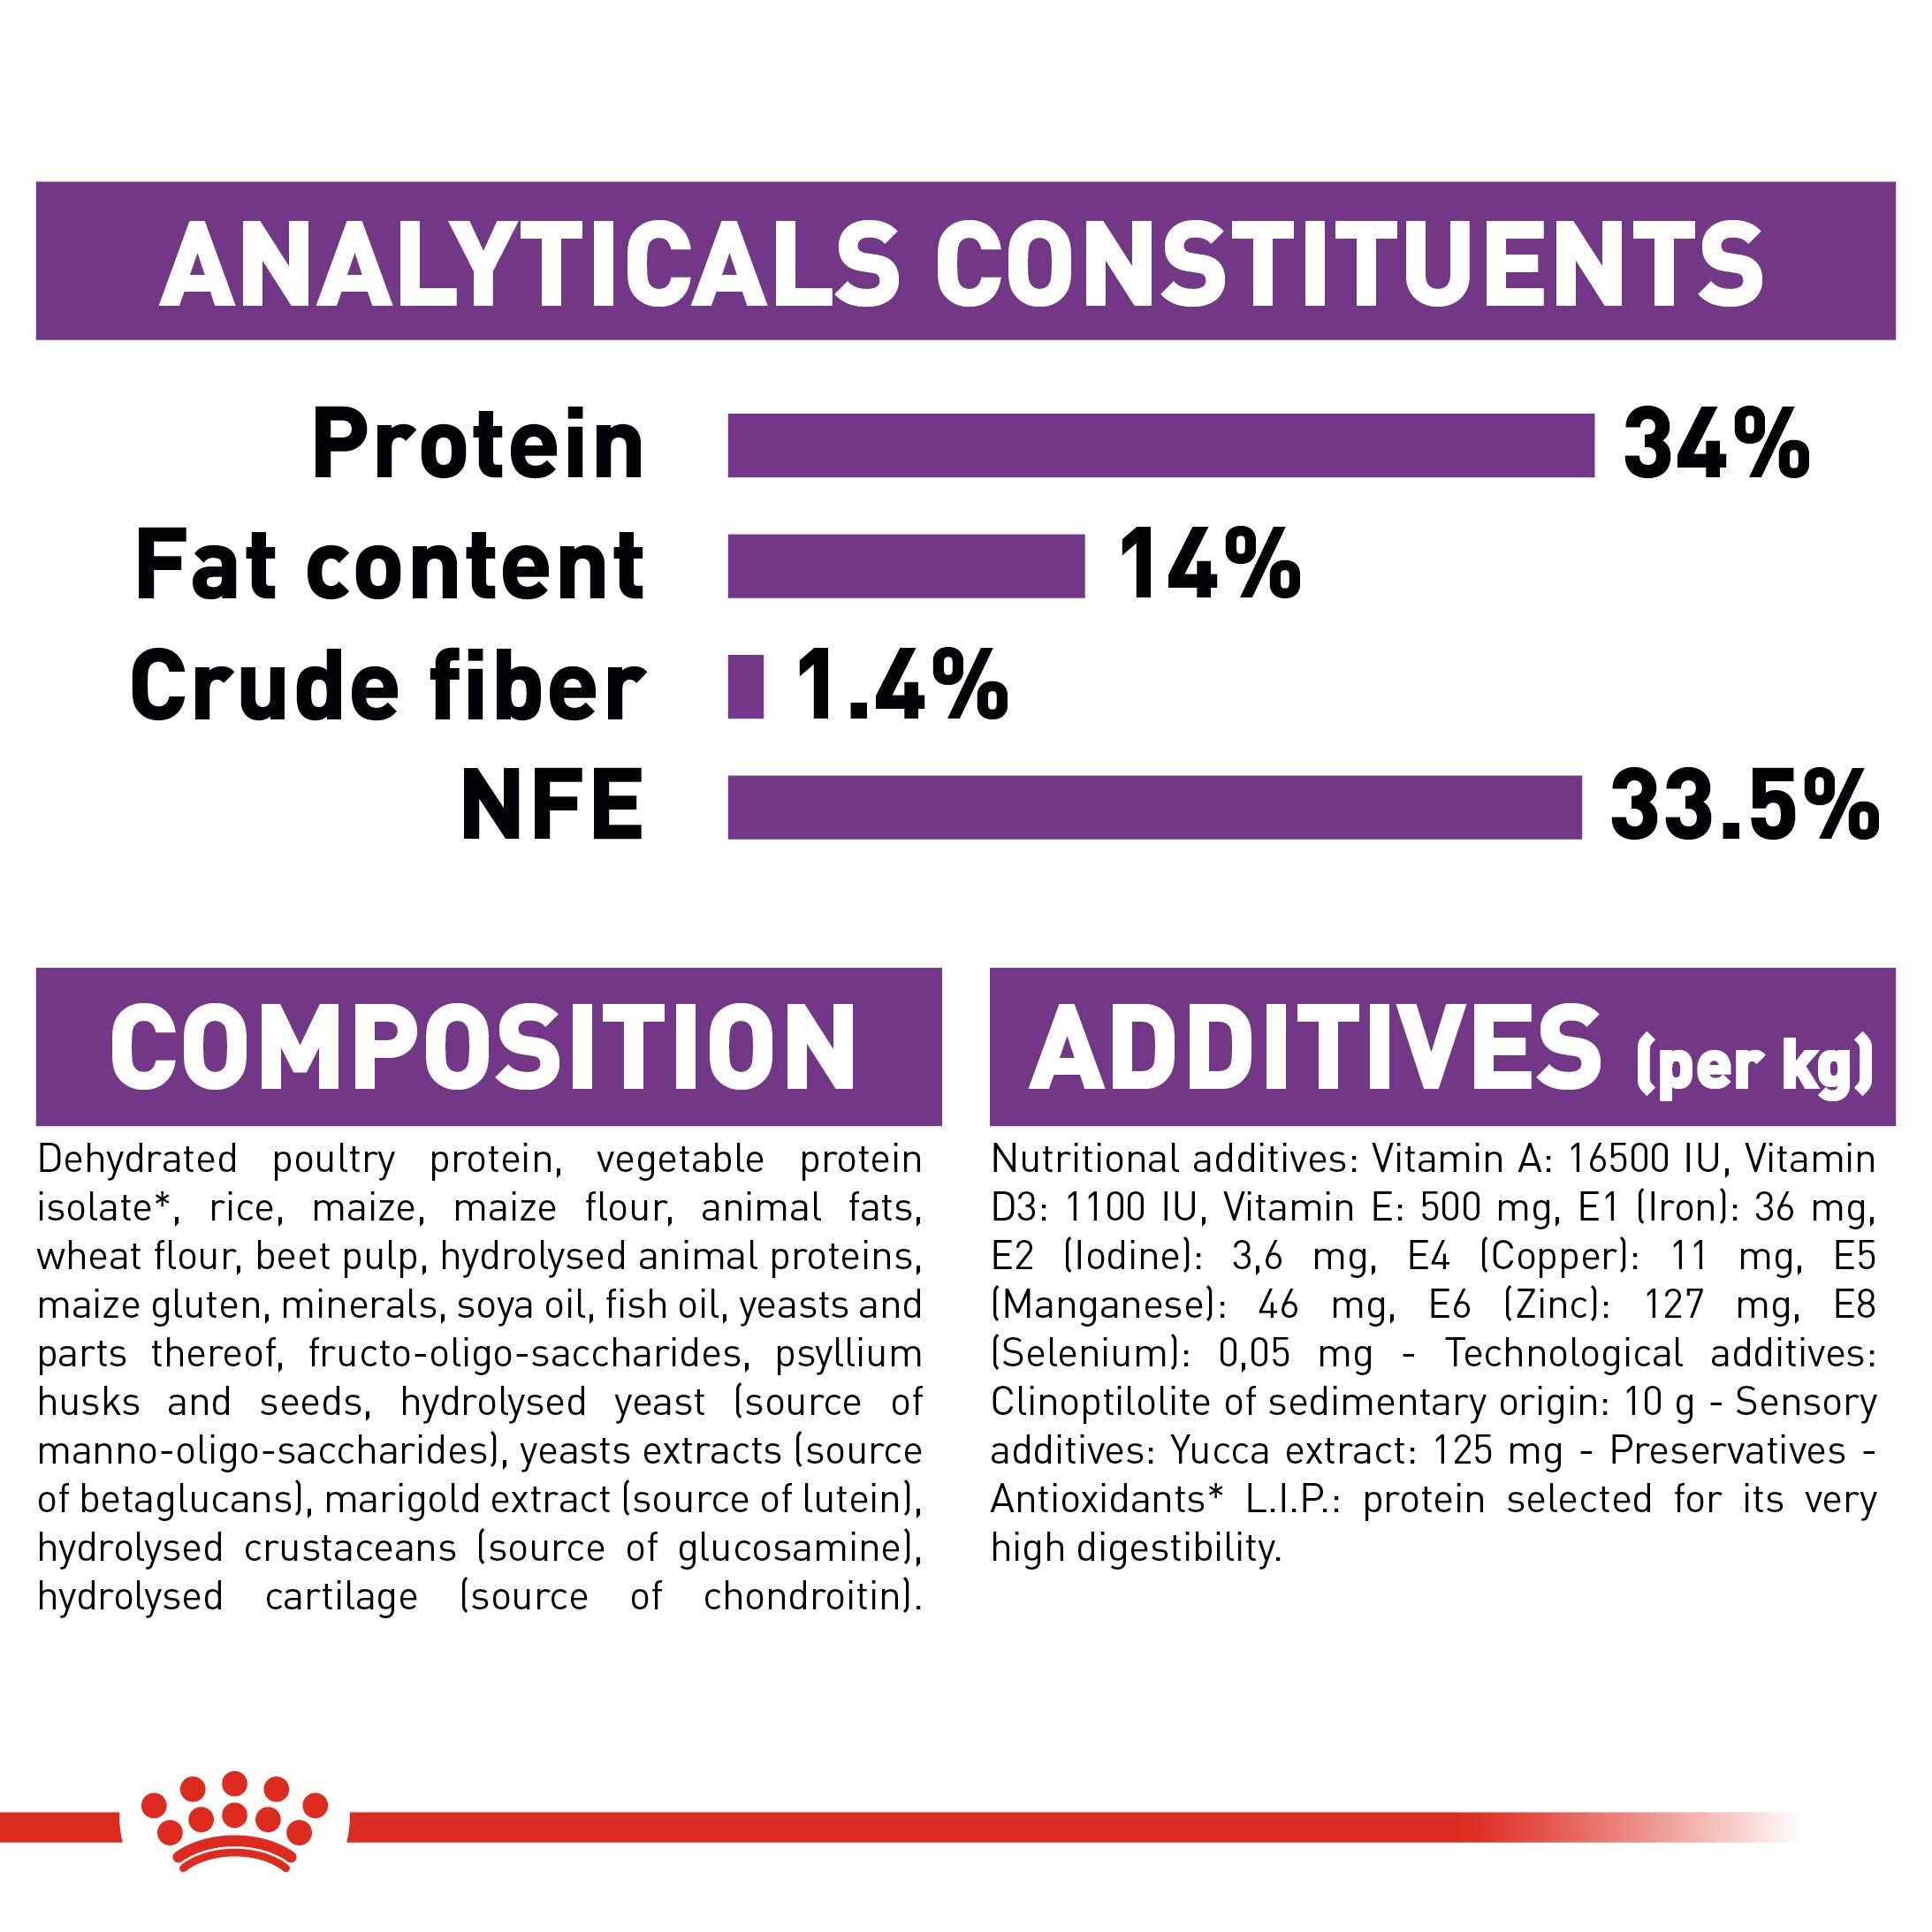 ANALYTICALS CONSTITUENTS
Protein 34%
Fat content 14%
Crude fiber 1.4%
NFE 33.5%
COMPOSITION
Dehydrated poultry protein, vegetable protein
isolate*, rice, maize, maize flour, animal fats,
wheat flour, beet pulp, hydrolysed animal proteins,
maize gluten, minerals, soya oil, fish oil, yeasts and
parts thereof, fructo-oligo-saccharides, psyllium
husks and seeds, hydrolysed yeast (source of
manno-oligo-saccharides), yeasts extracts (source
of betaglucans), marigold extract (source of lutein),
hydrolysed crustaceans (source of glucosamine),
hydrolysed cartilage (source of chondroitin).
ADDITIVES (per kg)
Nutritional additives: Vitamin A: 16500 IU, Vitamin
D3: 1100 IU, Vitamin E: 500 mg, E1 (Iron): 36 mg,
E2 (Iodine): 3,6 mg, E4 (Copper): 11 mg, E5
(Manganese): 46 mg, E6 (Zinc): 127 mg, E8
(Selenium): 0,05 mg - Technological additives:
Clinoptilolite of sedimentary origin: 10 g - Sensory
additives: Yucca extract: 125 mg - Preservatives -
Antioxidants* L.I.P.: protein selected for its very
high digestibility.